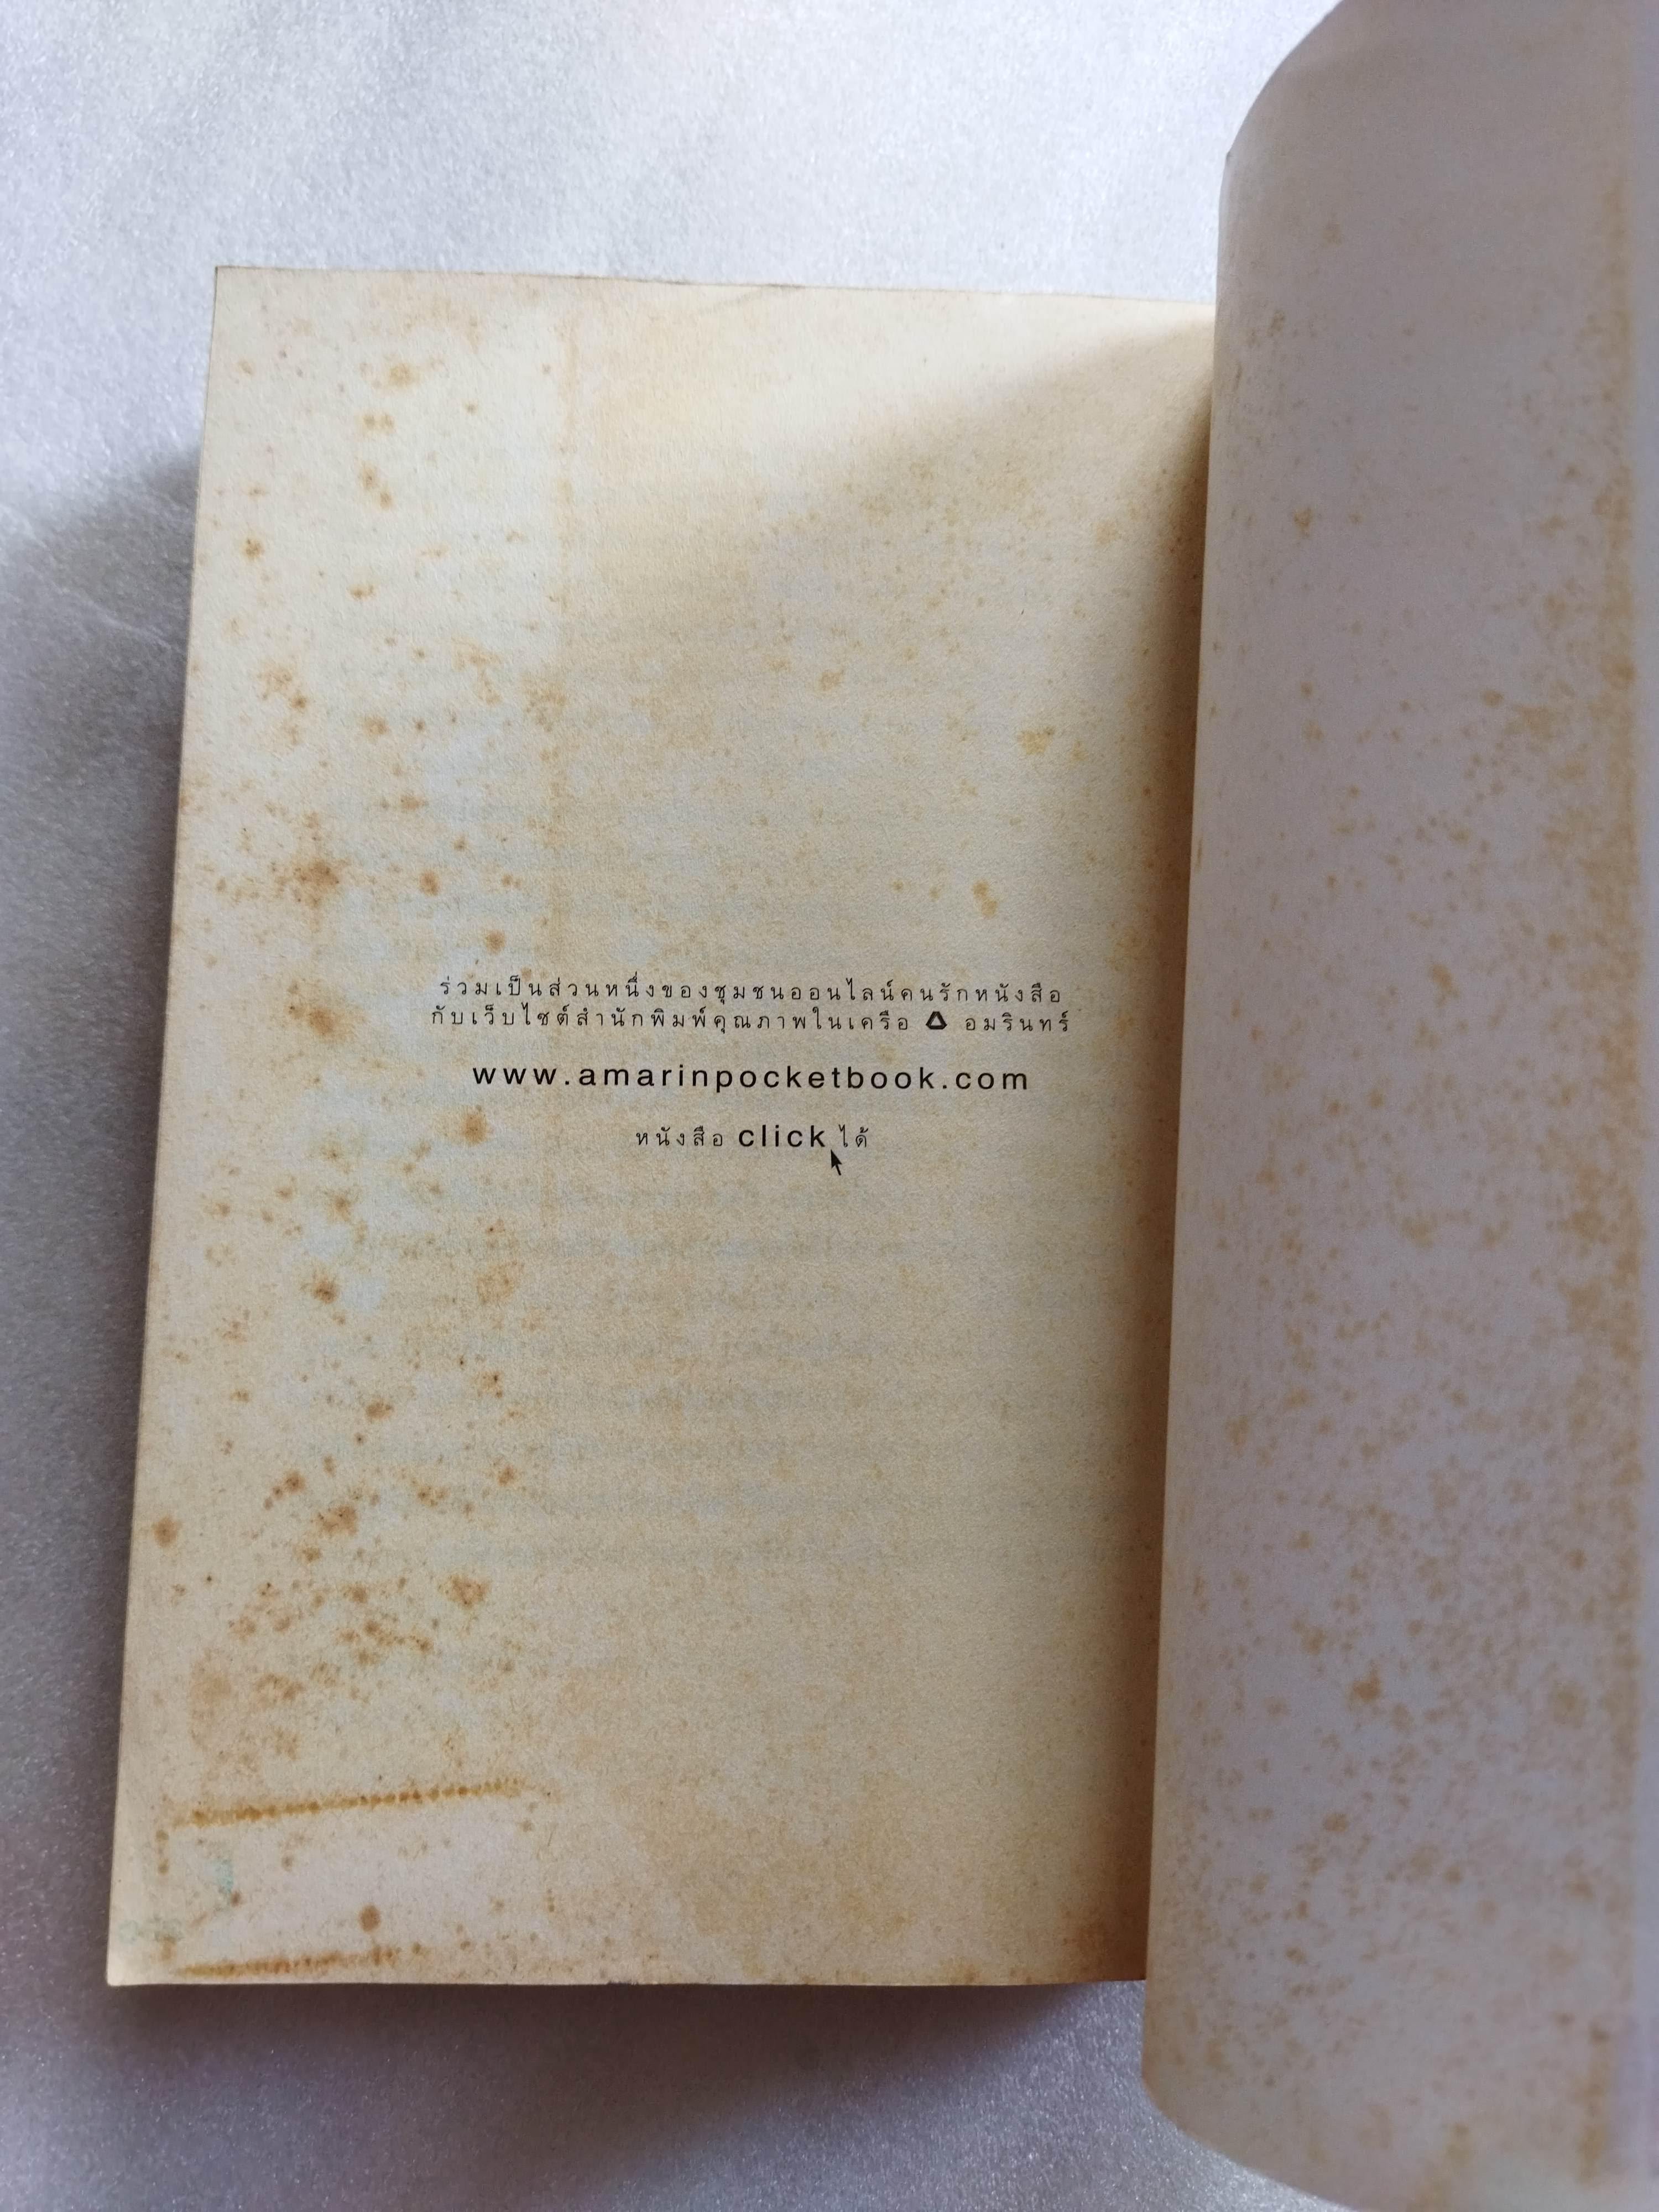 ร่วมเป็นส่วนหนึ่งของชุมชนออนไลน์คนรักหนังสือ
กับเว็บไซต์สำนักพิมพ์คุณภาพในเครือ อมรินทร์
www.amarinpocketbook.com
หนังสือ click ได้